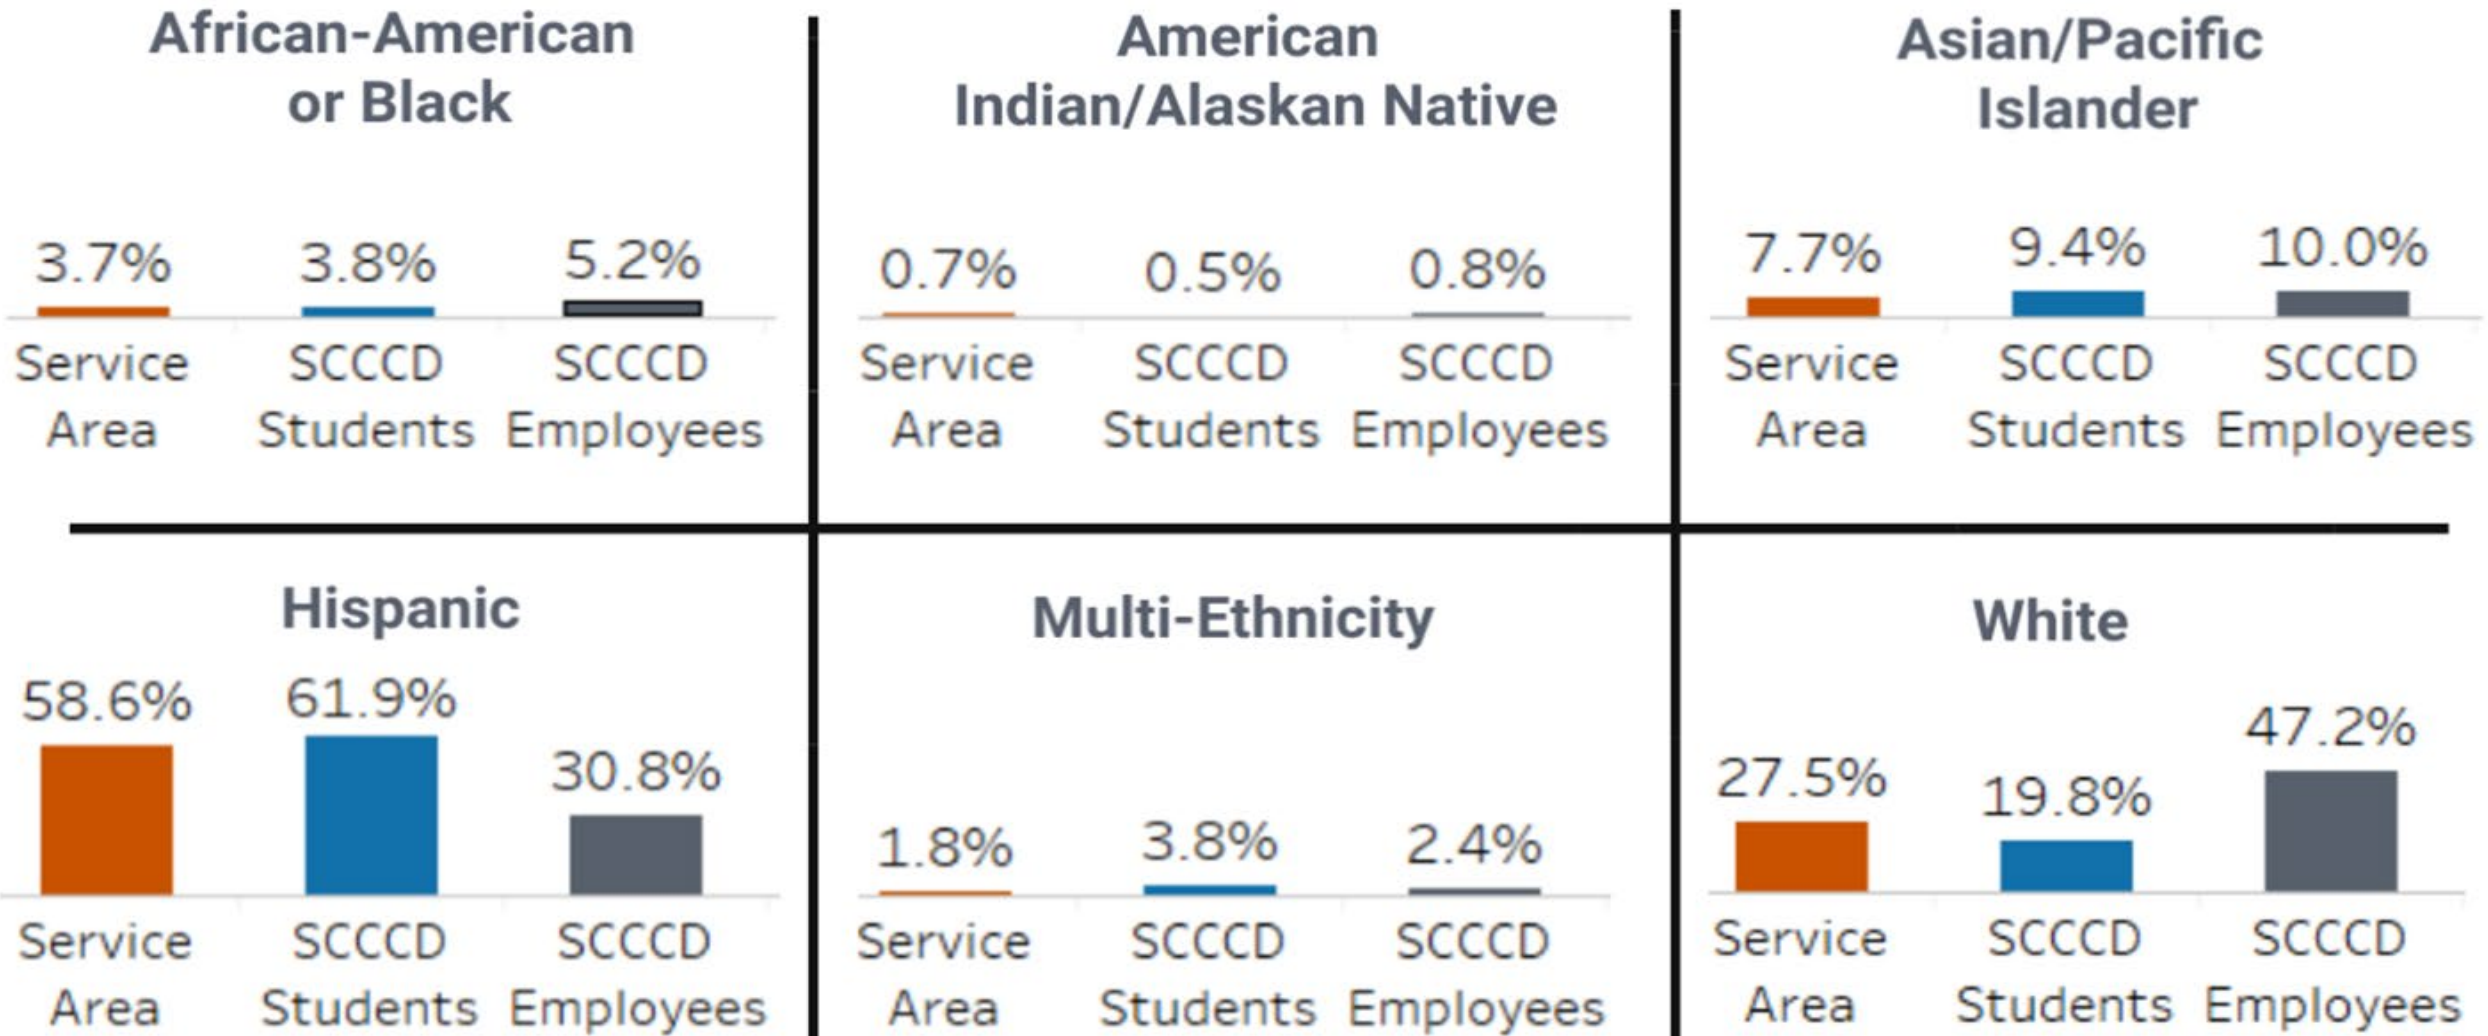 African-American
or Black
3.7% 3.8% 5.2%
Service SCCCD SCCCD
Area Students Employees
American
Indian/Alaskan Native
0.7% 0.5% 0.8%
Service SCCCD SCCCD
Area Students Employees
Asian/Pacific
Islander
7.7% 9.4% 10.0%
Service SCCCD SCCCD
Area Students Employees
Hispanic
58.6% 61.9% 30.8%
Service SCCCD SCCCD
Area Students Employees
Multi-Ethnicity
1.8% 3.8% 2.4%
Service SCCCD SCCCD
Area Students Employees
White
27.5% 19.8% 47.2%
Service SCCCD SCCCD
Area Students Employees